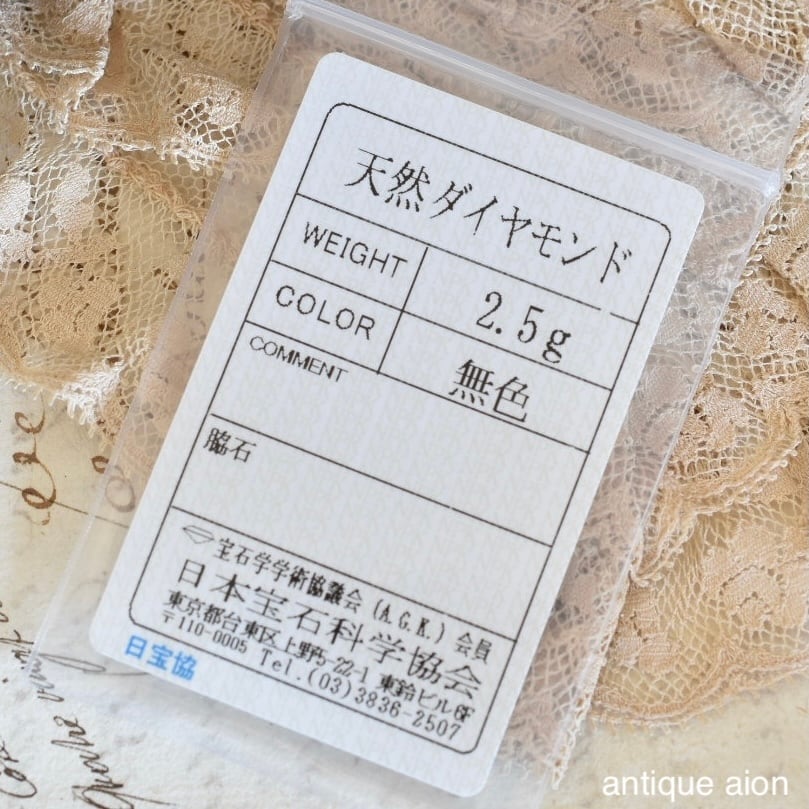 天然ダイヤモンド
WEIGHT 2.5g
COLOR 無色
COMMENT
脇石
宝石学学術協議会 (A.G.K.) 会員
日本宝石科学協会
東京都台東区上野5-22-1 東鈴ビル6F
〒110-0005 Tel.(03)3836-2507
日宝協
antique aion